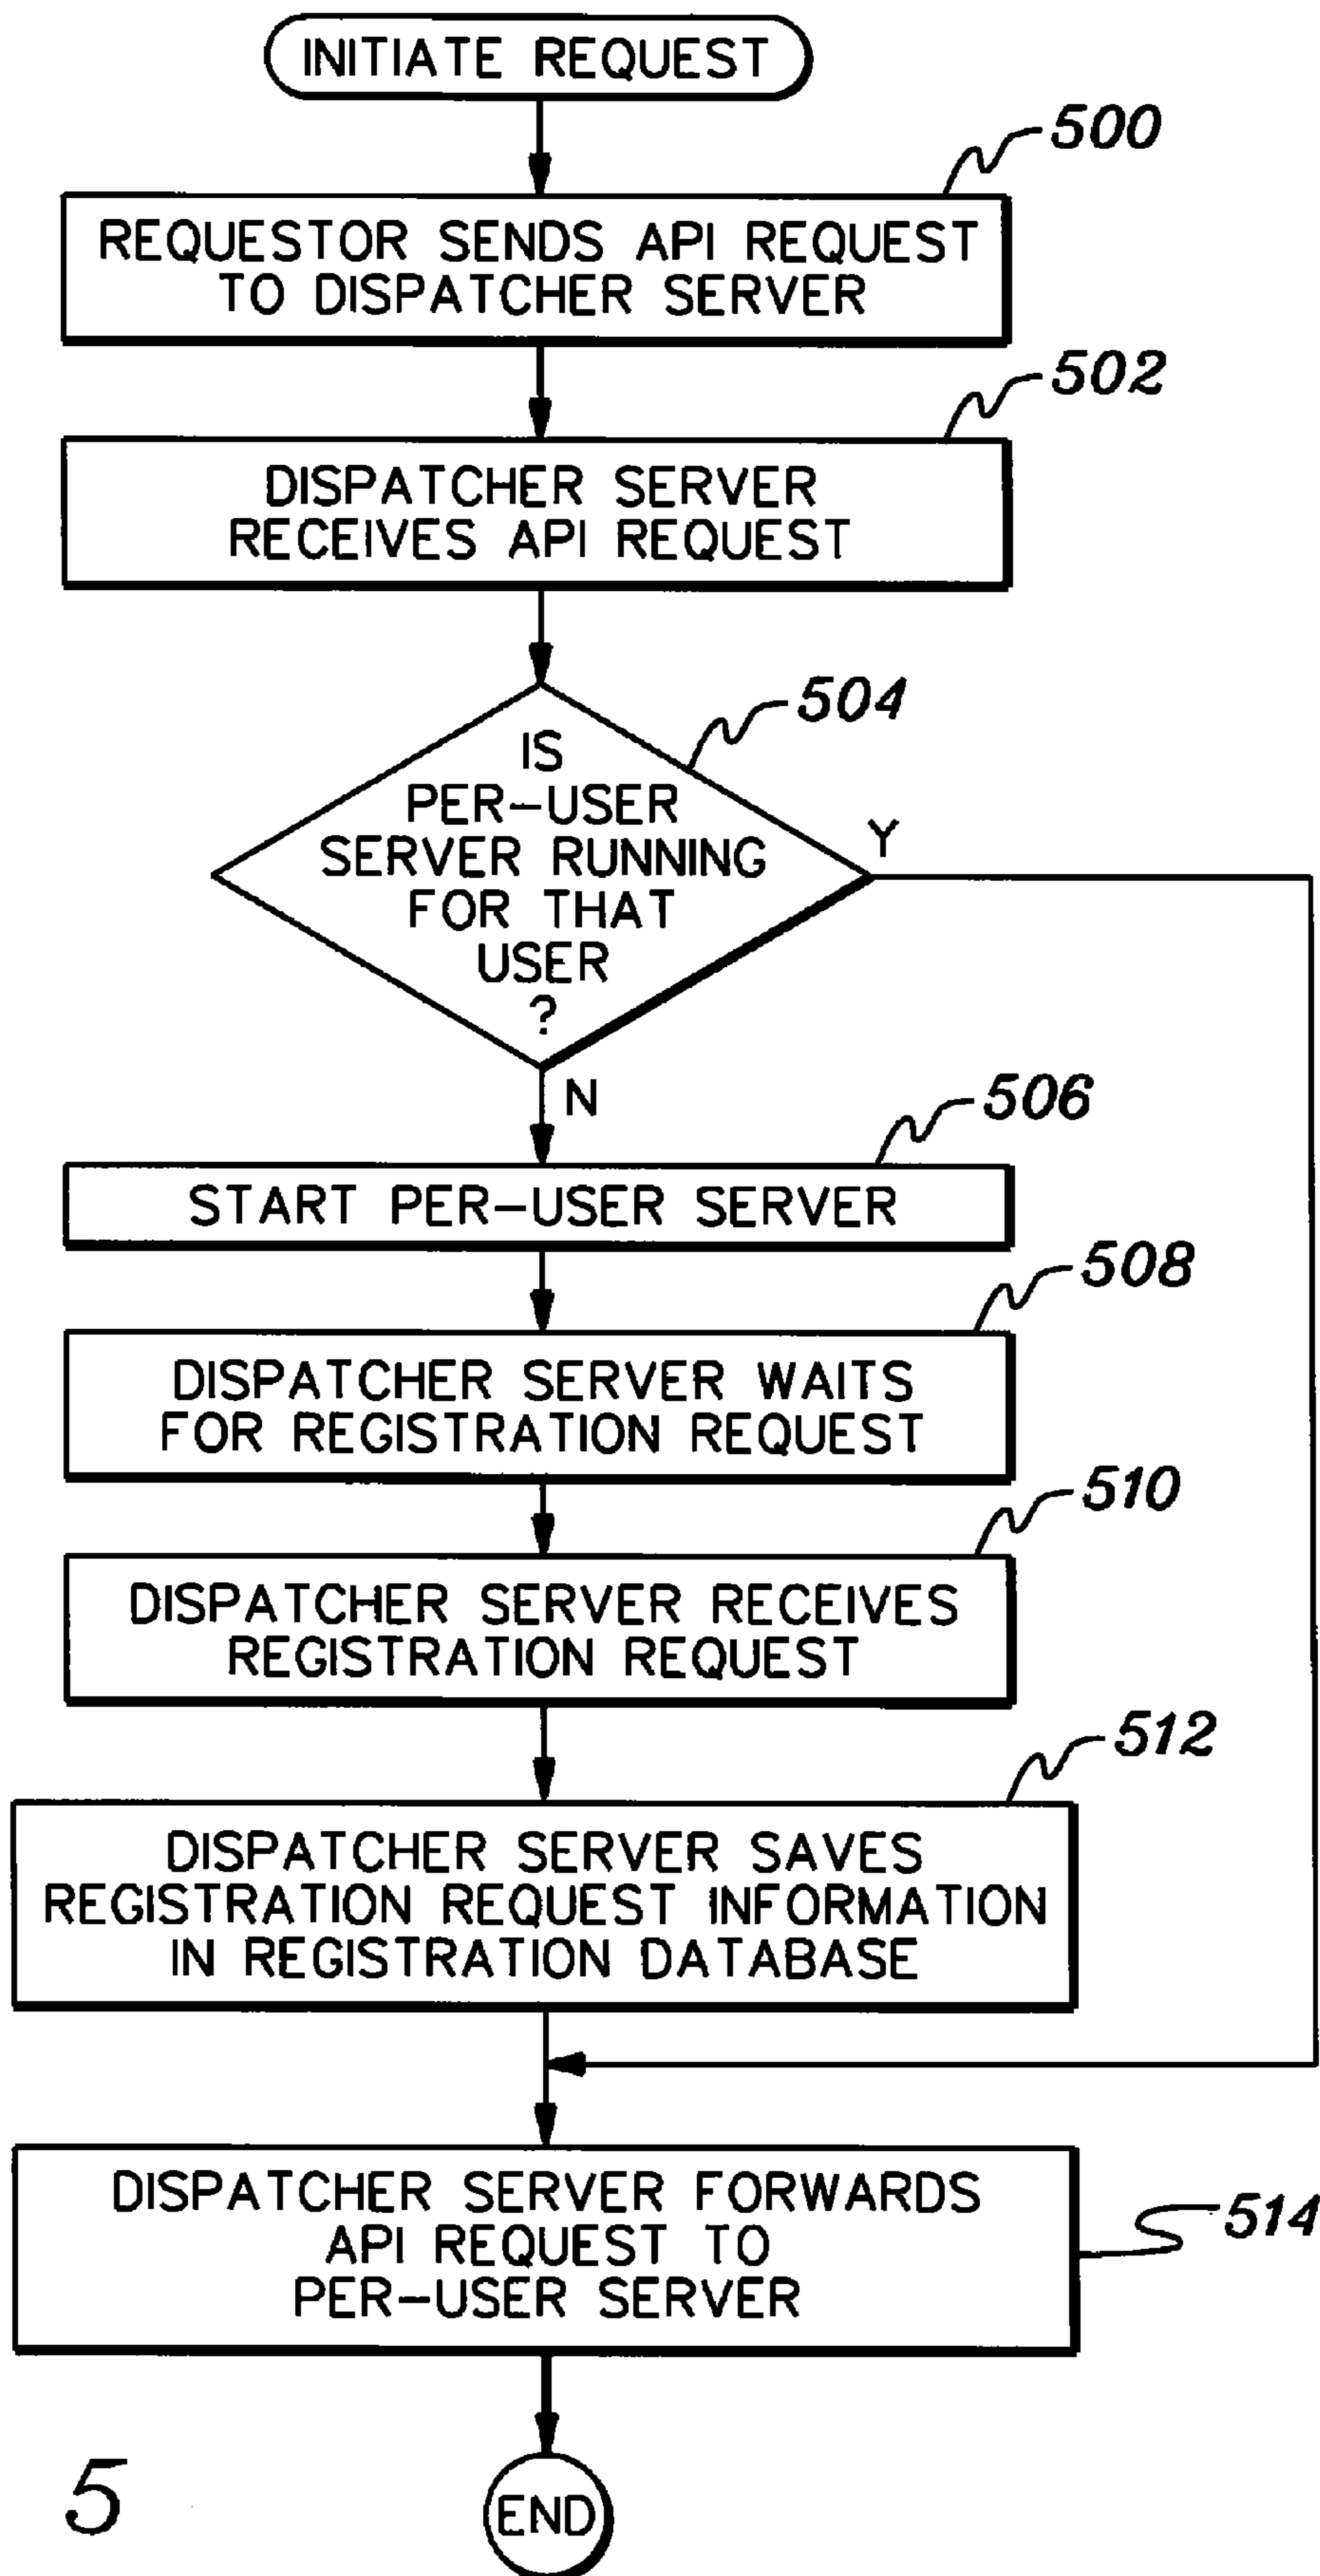 INITIATE REQUEST
500
REQUESTOR SENDS API REQUEST
TO DISPATCHER SERVER
502
DISPATCHER SERVER
RECEIVES API REQUEST
504
IS
PER-USER
SERVER RUNNING
FOR THAT
USER
?
Y
N
506
START PER-USER SERVER
508
DISPATCHER SERVER WAITS
FOR REGISTRATION REQUEST
510
DISPATCHER SERVER RECEIVES
REGISTRATION REQUEST
512
DISPATCHER SERVER SAVES
REGISTRATION REQUEST INFORMATION
IN REGISTRATION DATABASE
DISPATCHER SERVER FORWARDS
API REQUEST TO
PER-USER SERVER
514
5
END